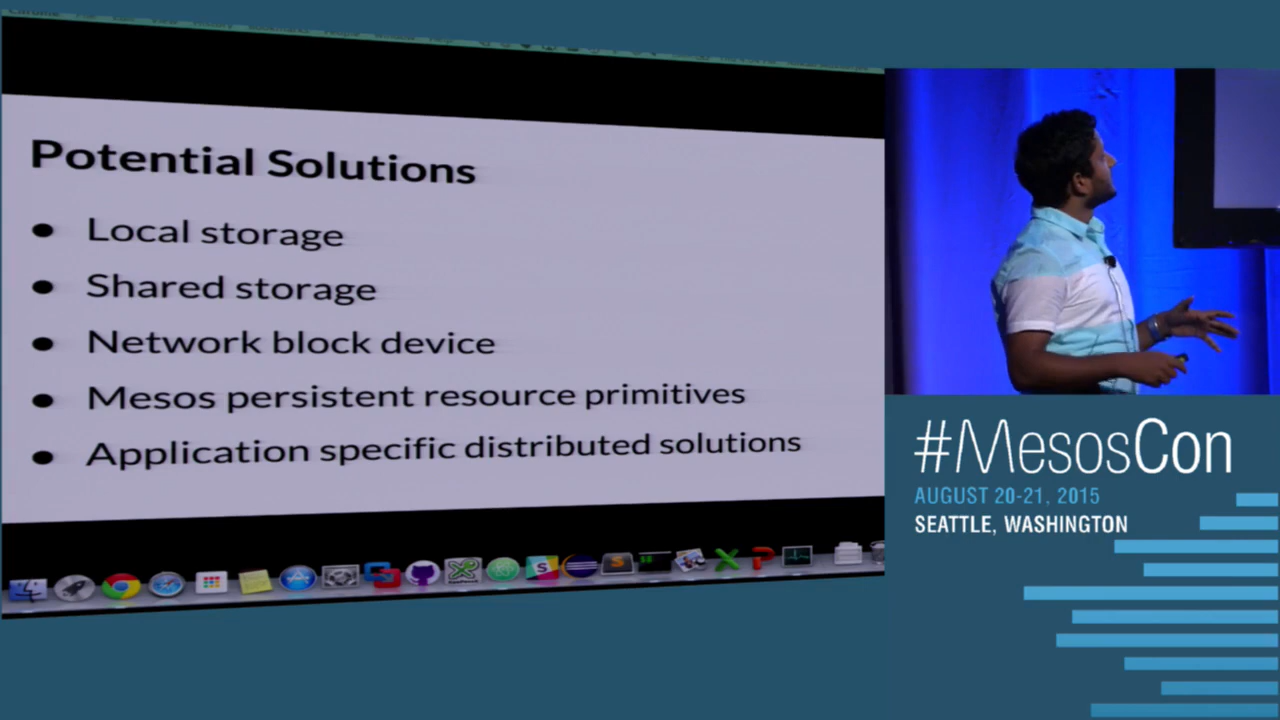 Potential Solutions
● Local storage
● Shared storage
● Network block device
● Mesos persistent resource primitives
● Application specific distributed solutions
#MesosCon
AUGUST 20-21, 2015
SEATTLE, WASHINGTON